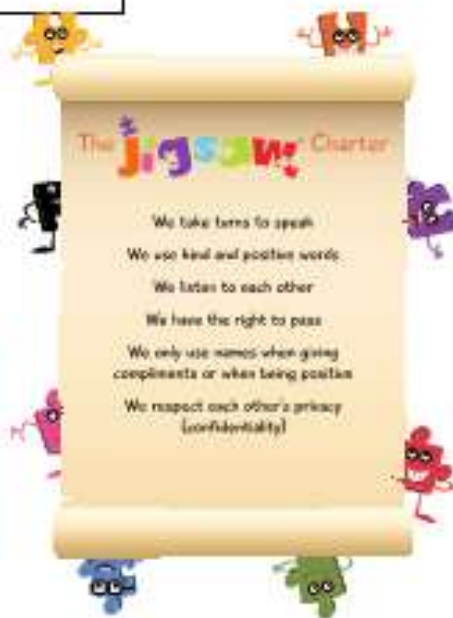 The Jigsaw Charter
We take turns to speak
We use kind and positive words
We listen to each other
We have the right to pass
We only use names when giving
compliments or when being positive
We respect each other's privacy
(confidentiality)